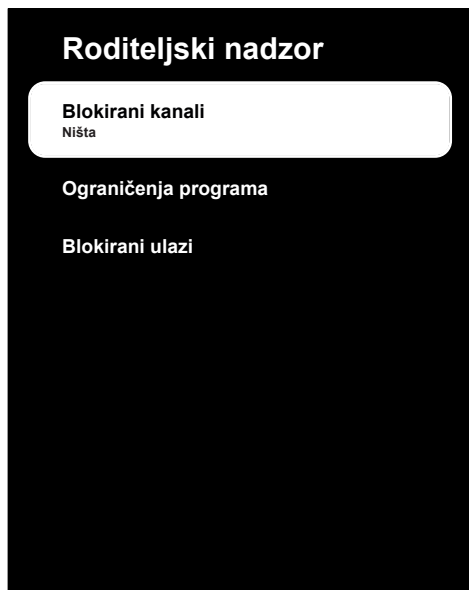 Roditeljski nadzor
Blokirani kanali
Ništa
Ograničenja programa
Blokirani ulazi